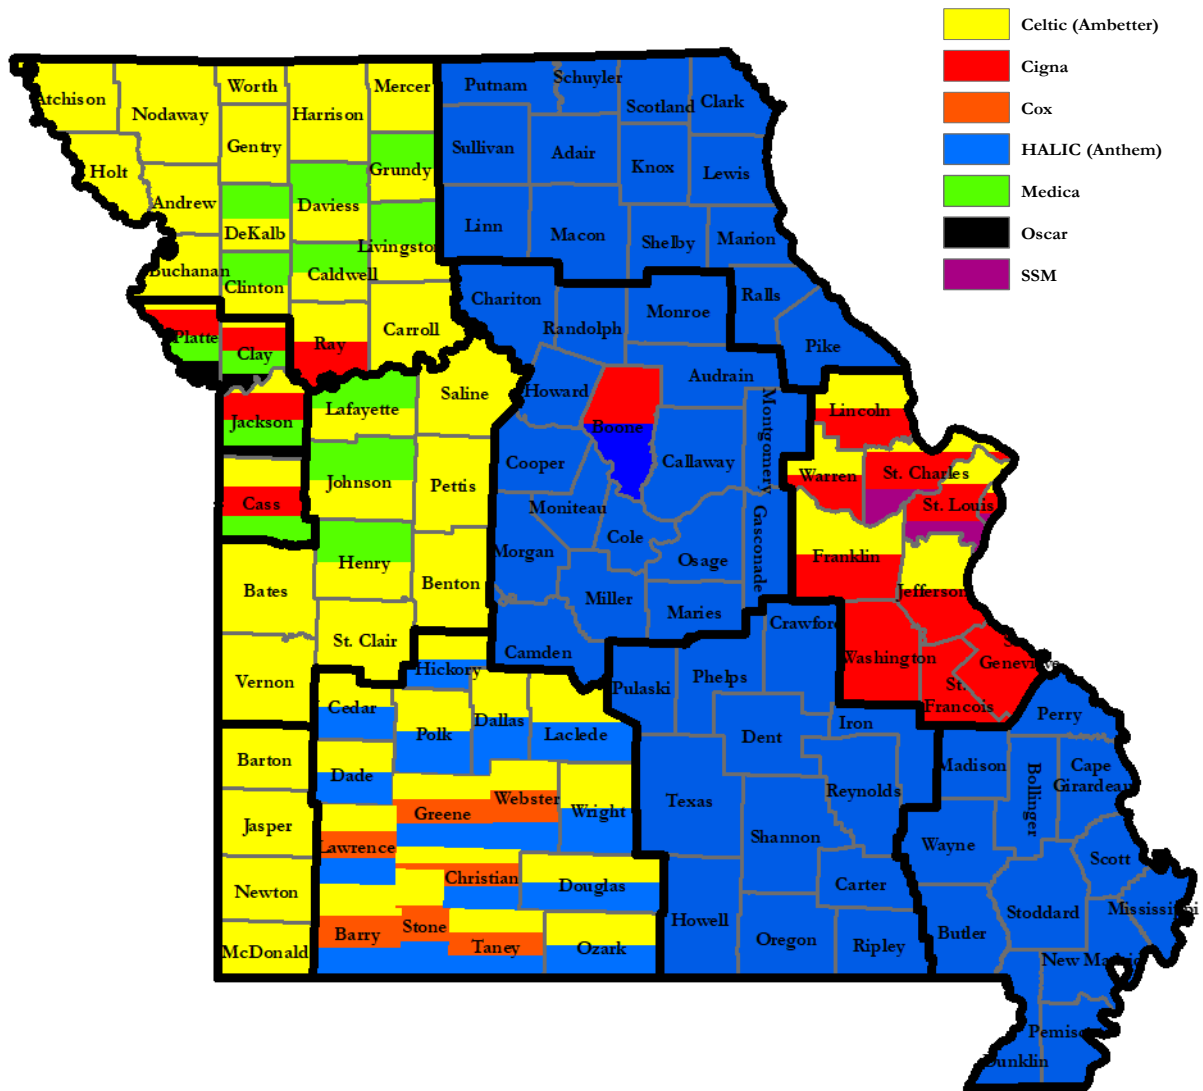 Celtic (Ambetter)
Cigna
Cox
HALIC (Anthem)
Medica
Oscar
SSM
Atchison
Nodaway
Worth
Harrison
Mercer
Putnam
Schuyler
Scotland
Clark
Holt
Gentry
Grundy
Sullivan
Adair
Knox
Lewis
Andrew
DeKalb
Daviess
Livingston
Linn
Macon
Shelby
Marion
Buchanan
Clinton
Caldwell
Carroll
Chariton
Randolph
Monroe
Ralls
Pike
Platte
Clay
Ray
Jackson
Lafayette
Saline
Howard
Boone
Audrain
Montgomery
Lincoln
Cass
Johnson
Pettis
Cooper
Moniteau
Callaway
Warren
St. Charles
St. Louis
Bates
Henry
Benton
Morgan
Cole
Osage
Gasconade
Franklin
Jefferson
Vernon
St. Clair
Hickory
Camden
Miller
Maries
Crawfor
Washington
St.
Francois
Genevieve
Cedar
Polk
Dallas
Laclede
Pulaski
Phelps
Dent
Iron
Perry
Barton
Dade
Greene
Webster
Wright
Texas
Reynolds
Madison
Bollinger
Cape
Girardeau
Jasper
Lawrence
Christian
Douglas
Shannon
Wayne
Scott
Newton
Barry
Stone
Taney
Ozark
Howell
Oregon
Carter
Ripley
Butler
Stoddard
Mississippi
McDonald
New Madrid
Pemiscot
Dunklin